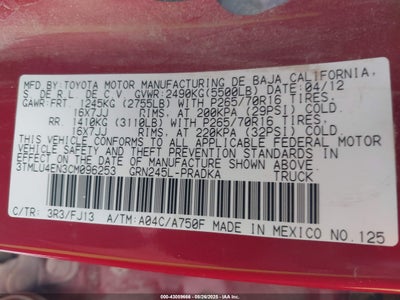 MFD.BY:TOYOTA MOTOR MANUFACTURING DE BAJA CALIFORNIA,
S DE R.L DE C.V. GVWR:2490KG(5500LB) DATE:04/12
GAWR:FRT 1245KG(2755LB)WITH P265/70R16 TIRES,
16X7JJ RIMS,AT 200KPA (29PSI) COLD
RR 1410KG(3110LB)WITH P265/70R16 TIRES,
16X7JJ RIMS,AT 220KPA (32PSI) COLD
THIS VEHICLE CONFORMS TO ALL APPLICABLE FEDERAL MOTOR
VEHICLE SAFETY, BUMPER, AND THEFT PREVENTION STANDARDS
IN EFFECT ON THE DATE OF MANUFACTURE SHOWN ABOVE.
3TMLU4EN3CM096253 GRN245L-PRADKA TRUCK
C/TR: 3R3/FJ13 A/TM:A04C/A750F MADE IN MEXICO NO.125
000-43059666 - 09/26/2025 -